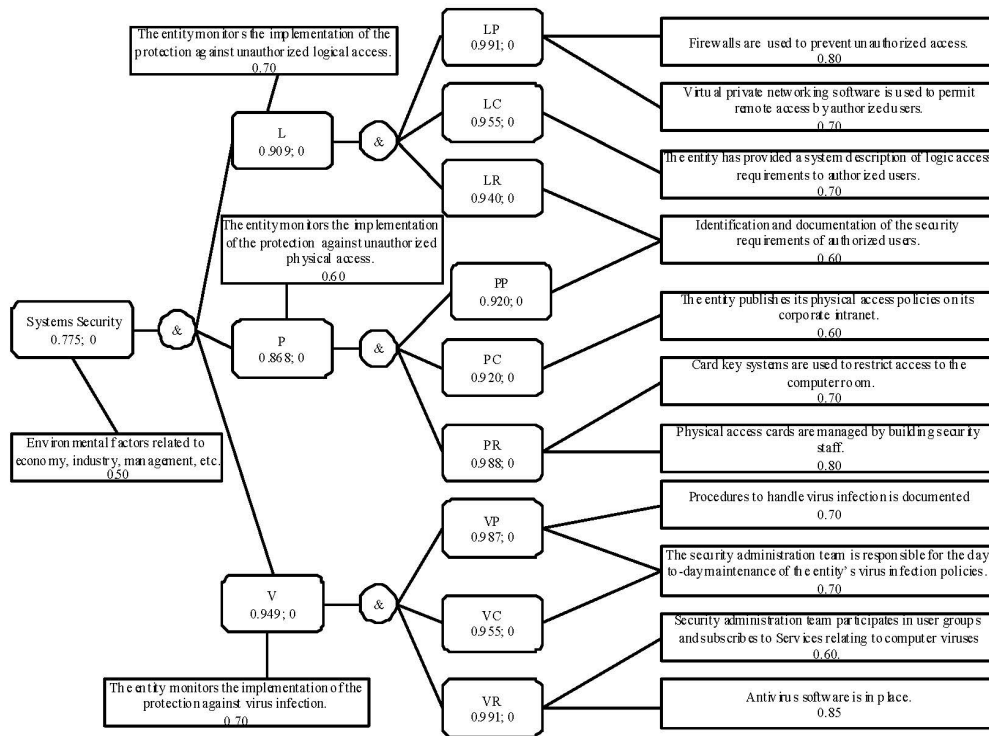 The entity monitors the implementation of the
protection against unauthorized logical access.
0.70
LP
0.991; 0
Firewalls are used to prevent unauthorized access.
0.80
Virtual private networking software is used to permit
remote access by authorized users.
0.70
L
0.909; 0
&
LC
0.955; 0
The entity has provided a system description of logic access
requirements to authorized users.
0.70
LR
0.940; 0
The entity monitors the implementation
of the protection against unauthorized
physical access.
0.60
Identification and documentation of the security
requirements of authorized users.
0.60
PP
0.920; 0
Systems Security
0.775; 0
&
P
0.868; 0
&
PC
0.920; 0
The entity publishes its physical access policies on its
corporate intranet.
0.60
Card key systems are used to restrict access to the
computer room.
0.70
Environmental factors related to
economy, industry, management, etc.
0.50
PR
0.988; 0
Physical access cards are managed by building security
staff.
0.80
VP
0.987; 0
Procedures to handle virus infection is documented
0.70
The security administration team is responsible for the day
to-day maintenance of the entity's virus infection policies.
0.70
V
0.949; 0
&
VC
0.955; 0
Security administration team participates in user groups
and subscribes to Services relating to computer viruses
0.60.
The entity monitors the implementation of the
protection against virus infection.
0.70
VR
0.991; 0
Antivirus software is in place.
0.85